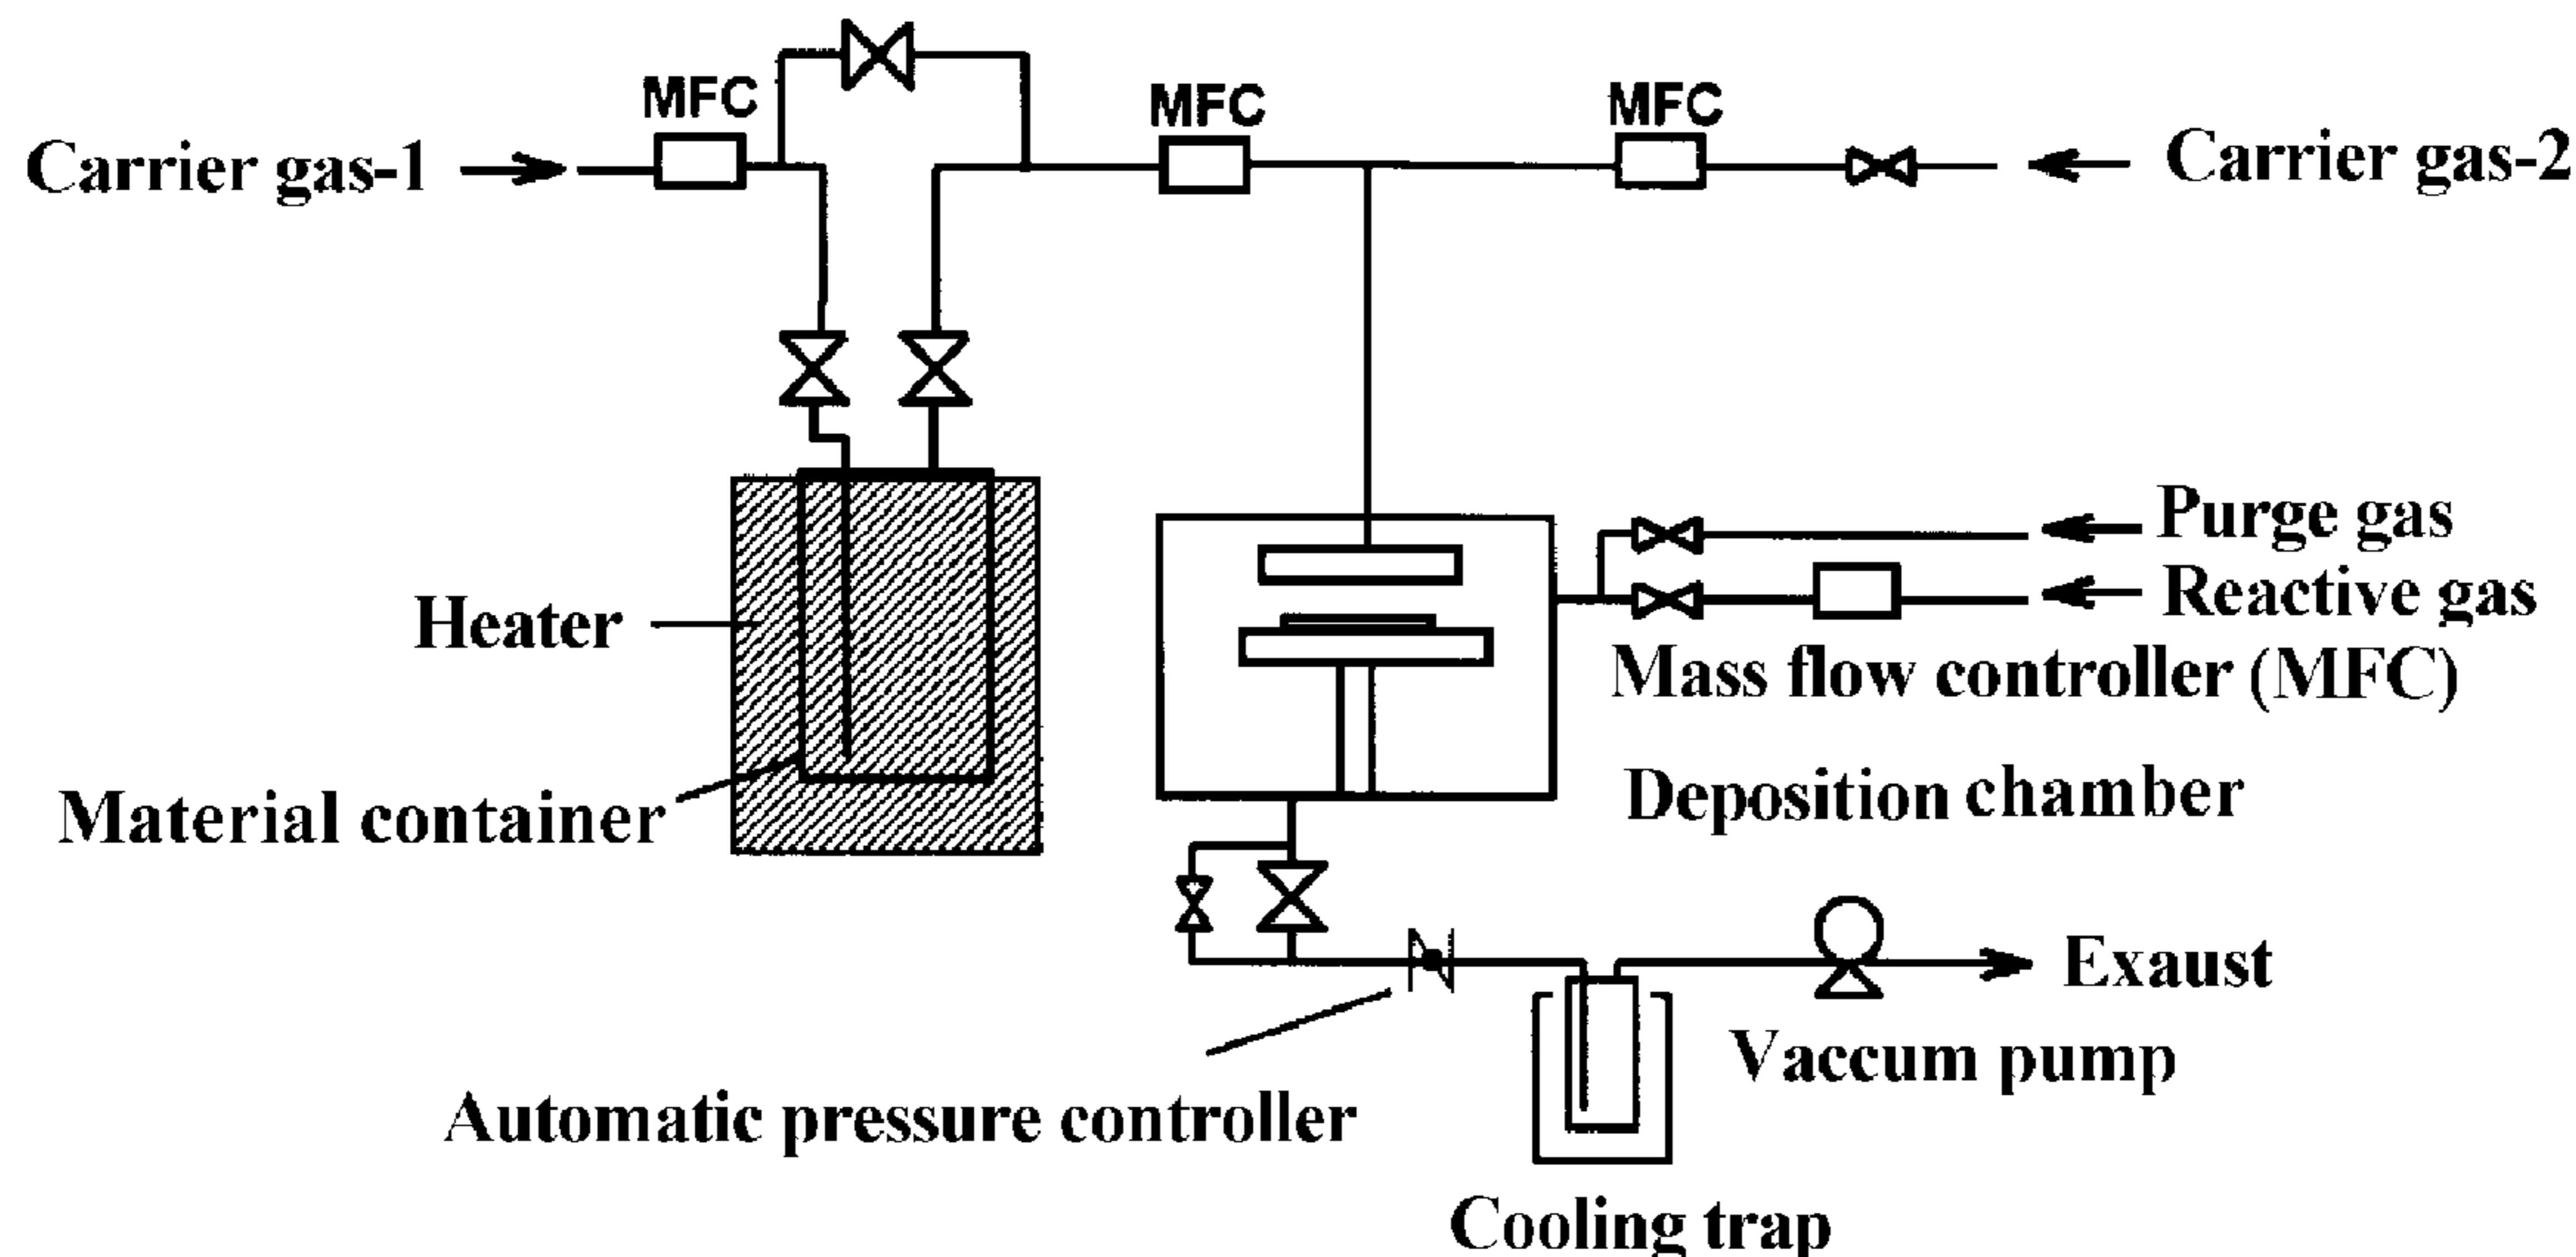 MFC
MFC
MFC
Carrier gas-1
Carrier gas-2
Purge gas
Reactive gas
Heater
Mass flow controller (MFC)
Material container
Deposition chamber
Exaust
Vaccum pump
Automatic pressure controller
Cooling trap